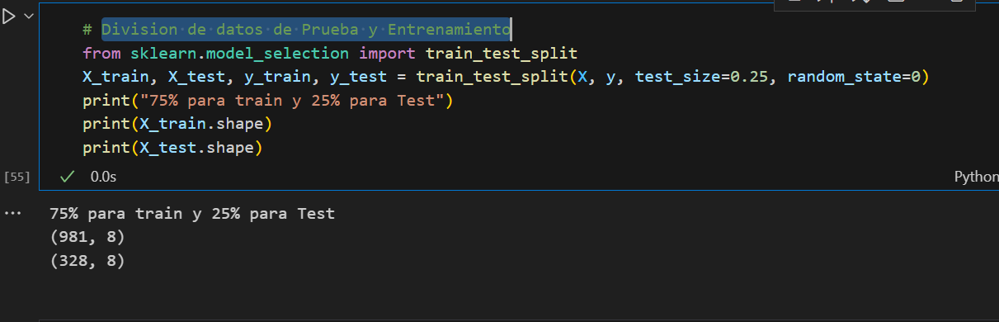 # Division de datos de Prueba y Entrenamiento
from sklearn.model_selection import train_test_split
X_train, X_test, y_train, y_test = train_test_split(X, y, test_size=0.25, random_state=0)
print("75% para train y 25% para Test")
print(X_train.shape)
print(X_test.shape)
[55]
0.0s
Python
75% para train y 25% para Test
(981, 8)
(328, 8)